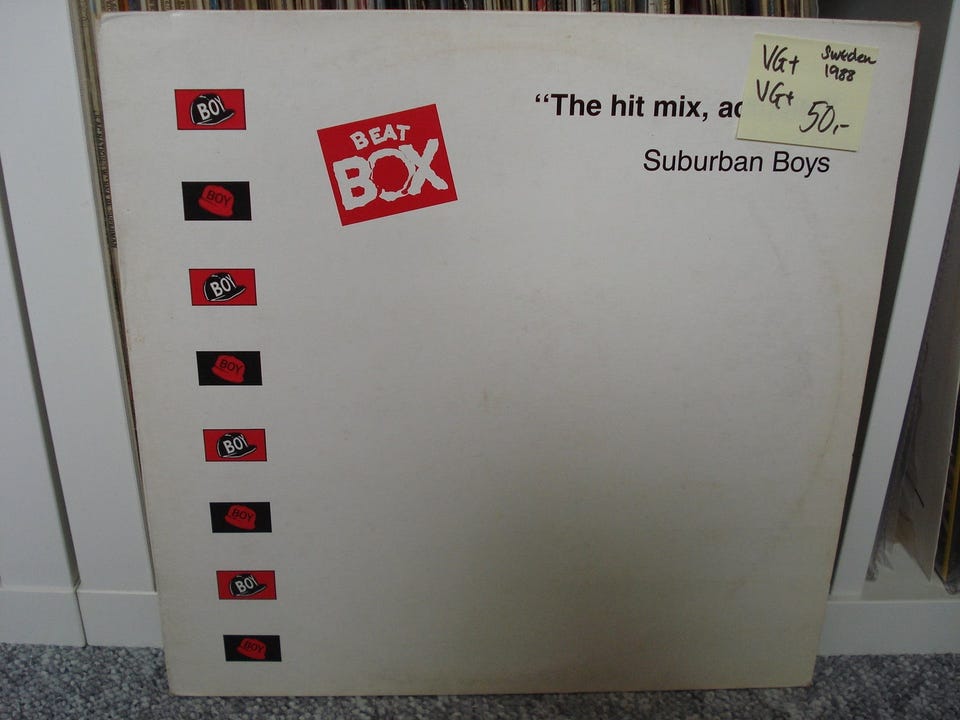 VG+ Sweden
1988
VG+
50,-
“The hit mix,
Suburban Boys
BEAT
BOX
BOY
BOY
BOY
BOY
BOY
BOY
BOY
BOY